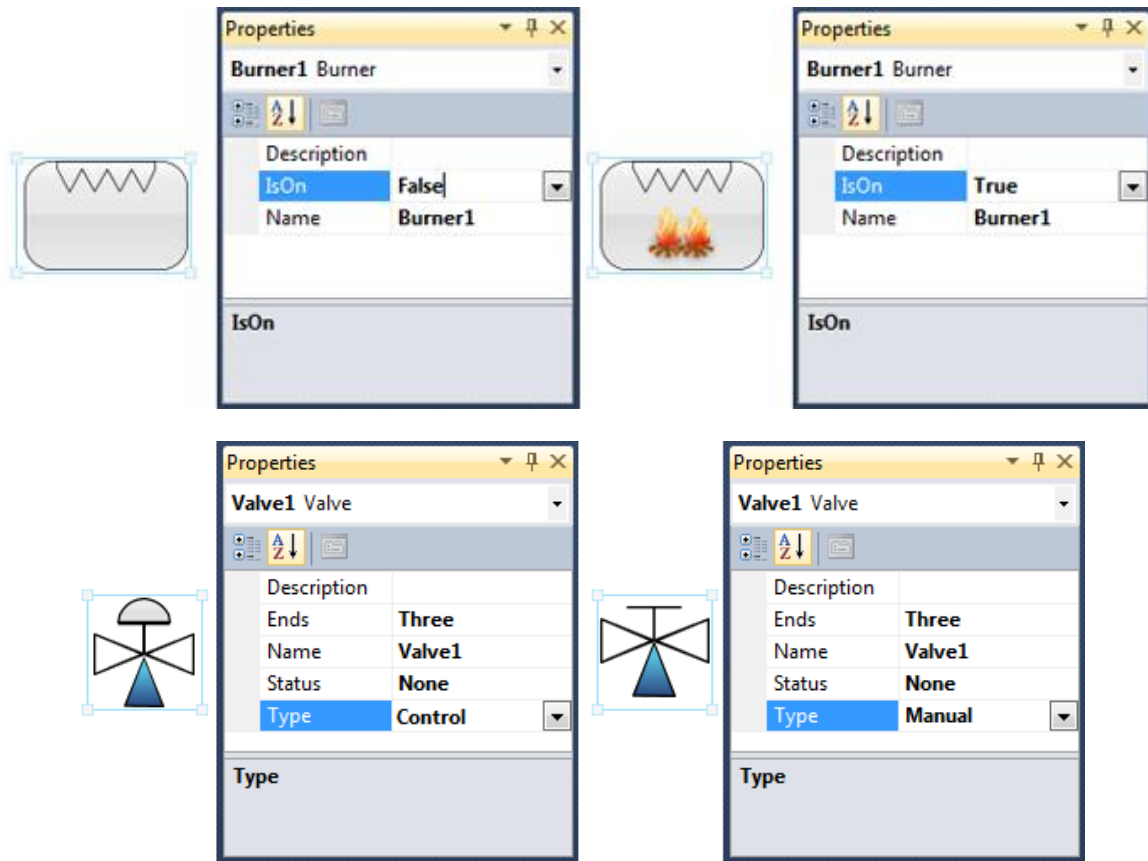 Properties
Burner1 Burner
A
Z
Description
IsOn False
Name Burner1
IsOn
Properties
Burner1 Burner
A
Z
Description
IsOn True
Name Burner1
IsOn
Properties
Valve1 Valve
A
Z
Description
Ends Three
Name Valve1
Status None
Type Control
Type
Properties
Valve1 Valve
A
Z
Description
Ends Three
Name Valve1
Status None
Type Manual
Type